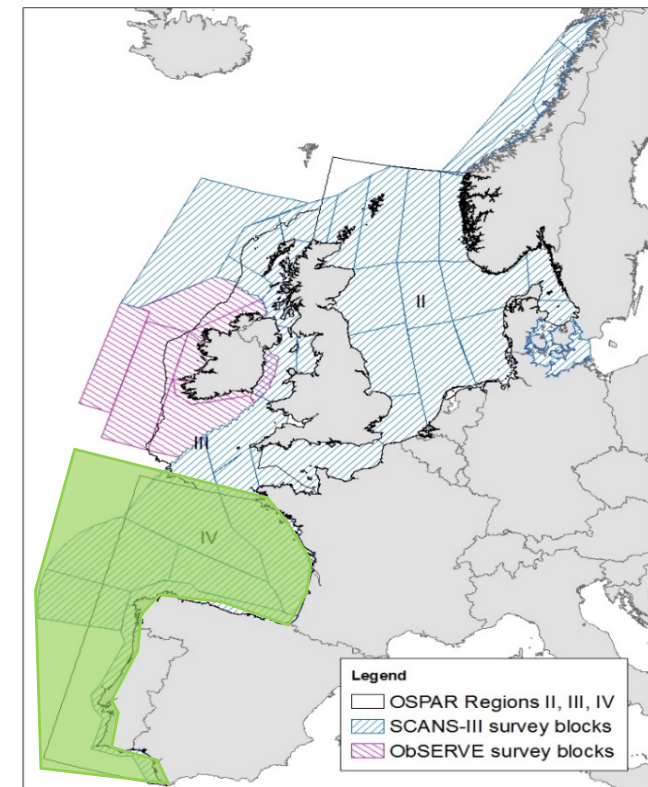 II
III
IV
Legend
OSPAR Regions II, III, IV
SCANS-III survey blocks
ObSERVE survey blocks